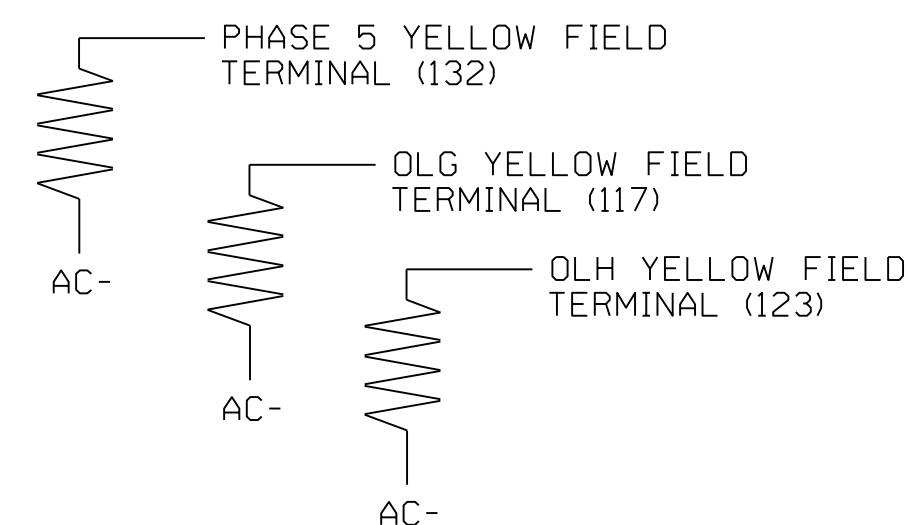 PHASE 5 YELLOW FIELD
TERMINAL (132)
AC-
OLG YELLOW FIELD
TERMINAL (117)
AC-
OLH YELLOW FIELD
TERMINAL (123)
AC-